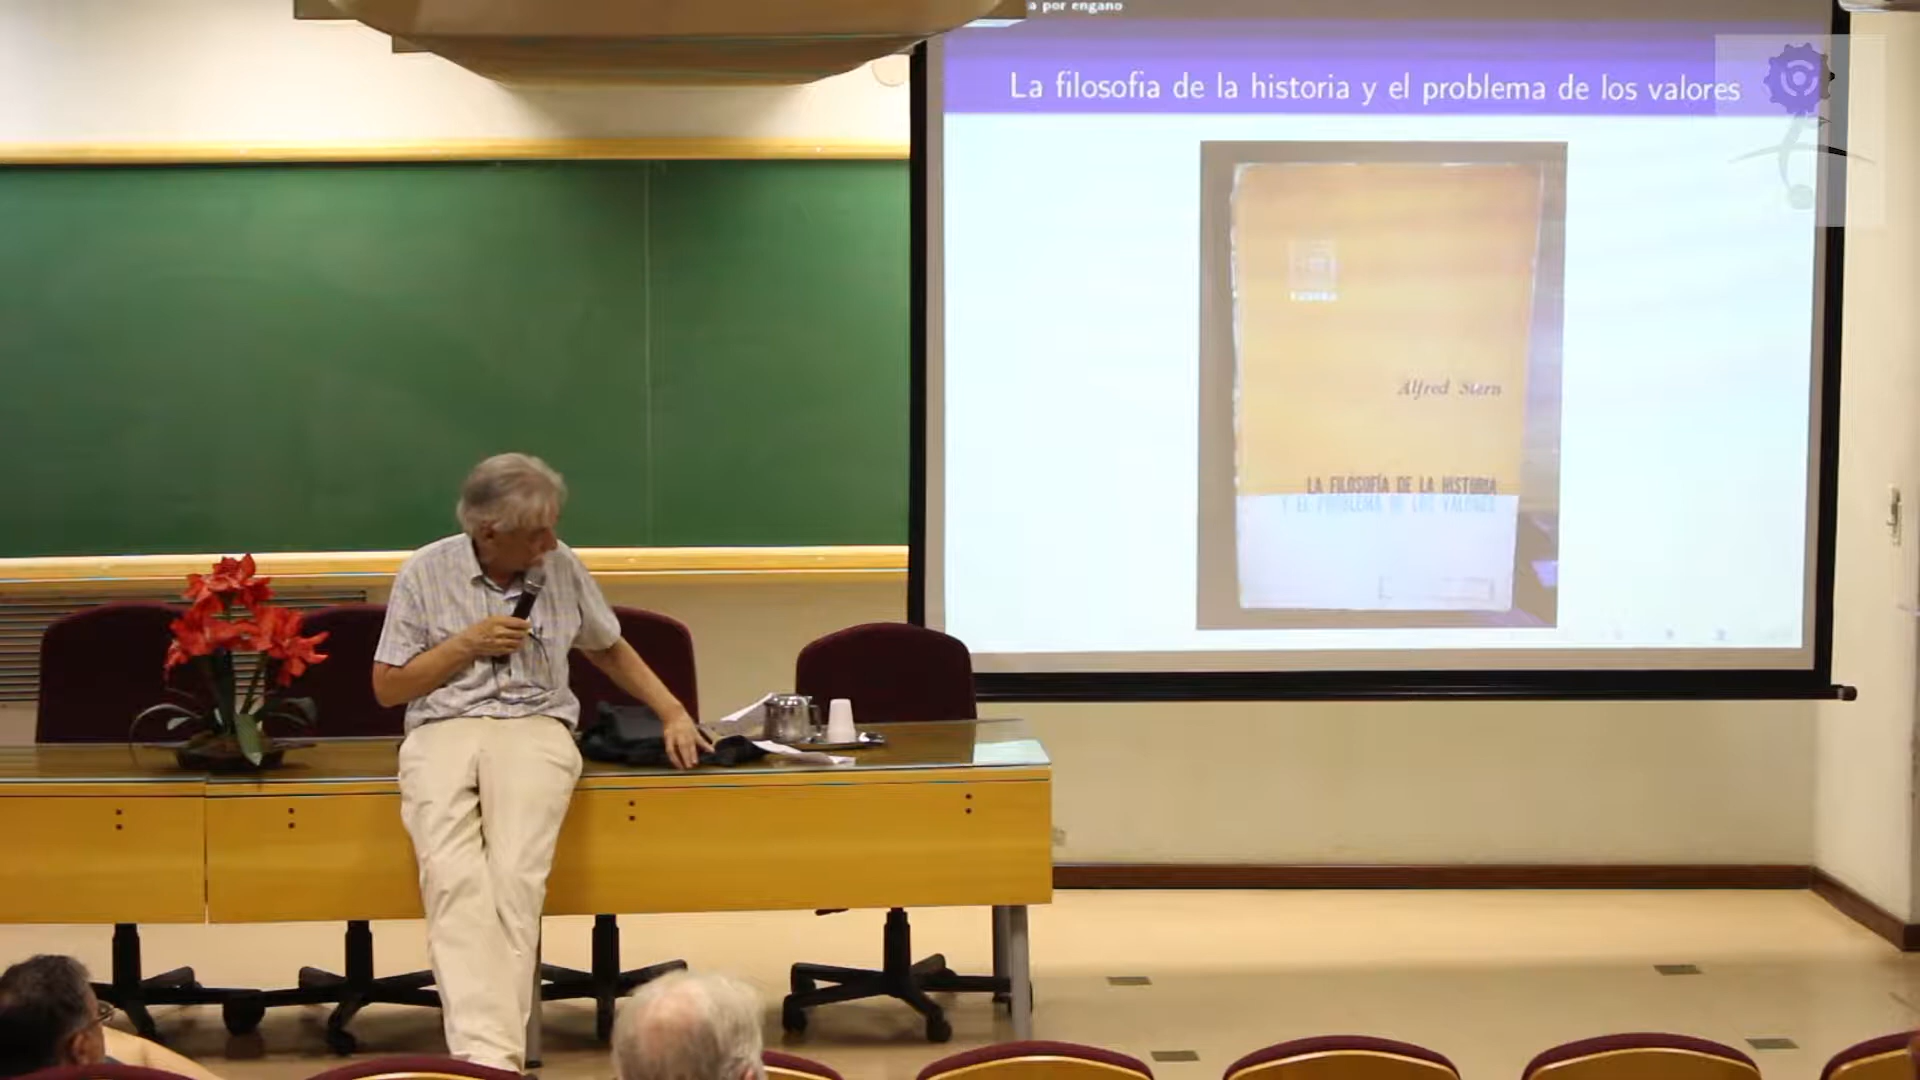 a por engano
La filosofia de la historia y el problema de los valores
Alfred Stern
LA FILOSOFÍA DE LA HISTORIA
Y EL PROBLEMA DE LOS VALORES